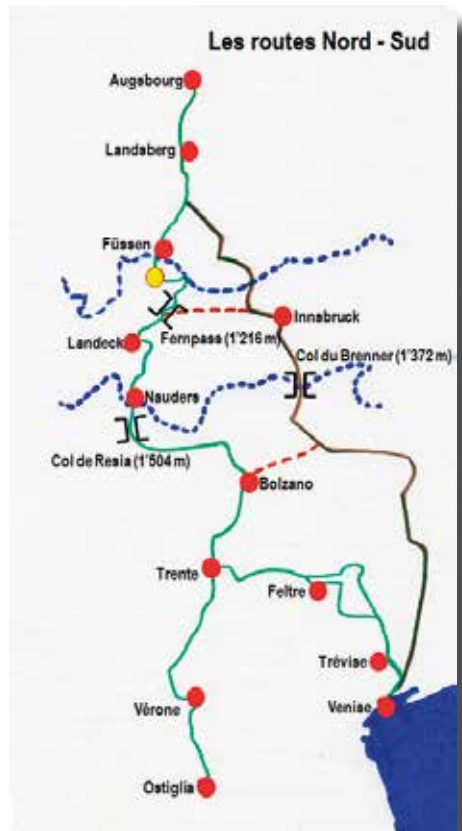 Les routes Nord - Sud
Augsbourg
Landsberg
Füssen
Innsbruck
Fernpass (1'216 m)
Landeck
Col du Brenner (1'372 m)
Nauders
Col de Resia (1'504 m)
Bolzano
Trente
Feltre
Trévise
Vérone
Venise
Ostiglia